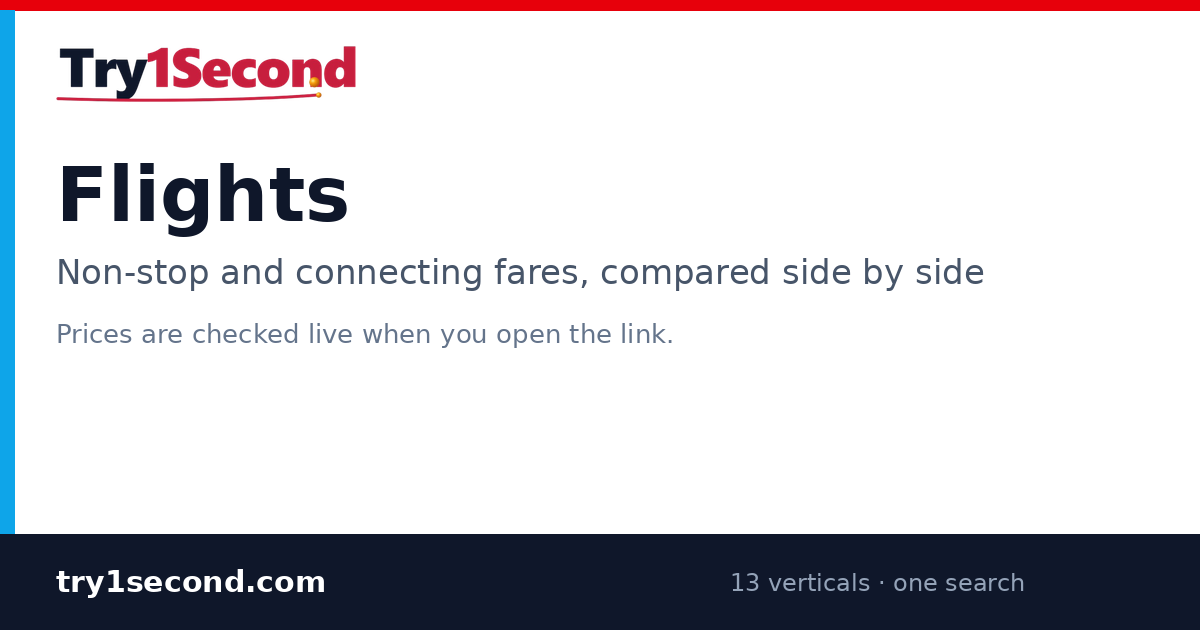 Try1Second
Flights
Non-stop and connecting fares, compared side by side
Prices are checked live when you open the link.
try1second.com
13 verticals · one search